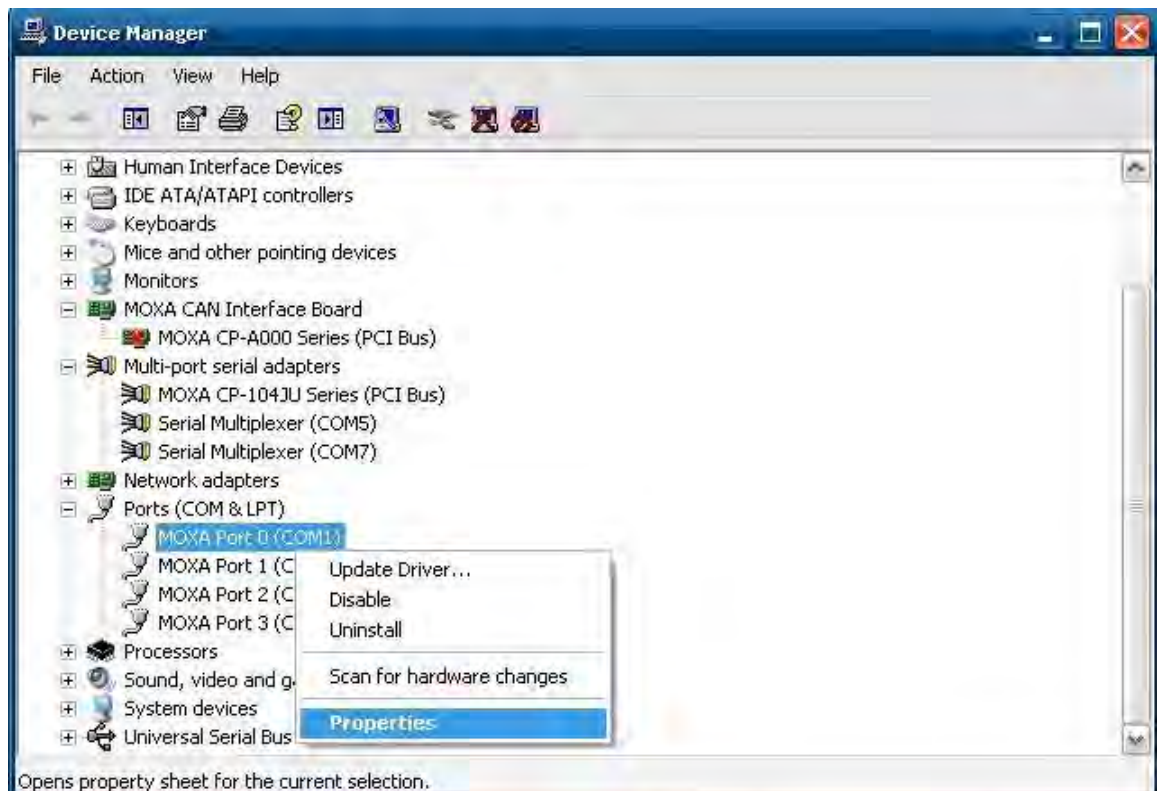 Device Manager
File Action View Help
Human Interface Devices
IDE ATA/ATAPI controllers
Keyboards
Mice and other pointing devices
Monitors
MOXA CAN Interface Board
MOXA CP-A000 Series (PCI Bus)
Multi-port serial adapters
MOXA CP-104JU Series (PCI Bus)
Serial Multiplexer (COM5)
Serial Multiplexer (COM7)
Network adapters
Ports (COM & LPT)
MOXA Port 0 (COM1)
MOXA Port 1 (C
MOXA Port 2 (C
MOXA Port 3 (C
Processors
Sound, video and g
System devices
Universal Serial Bus
Update Driver...
Disable
Uninstall
Scan for hardware changes
Properties
Opens property sheet for the current selection.